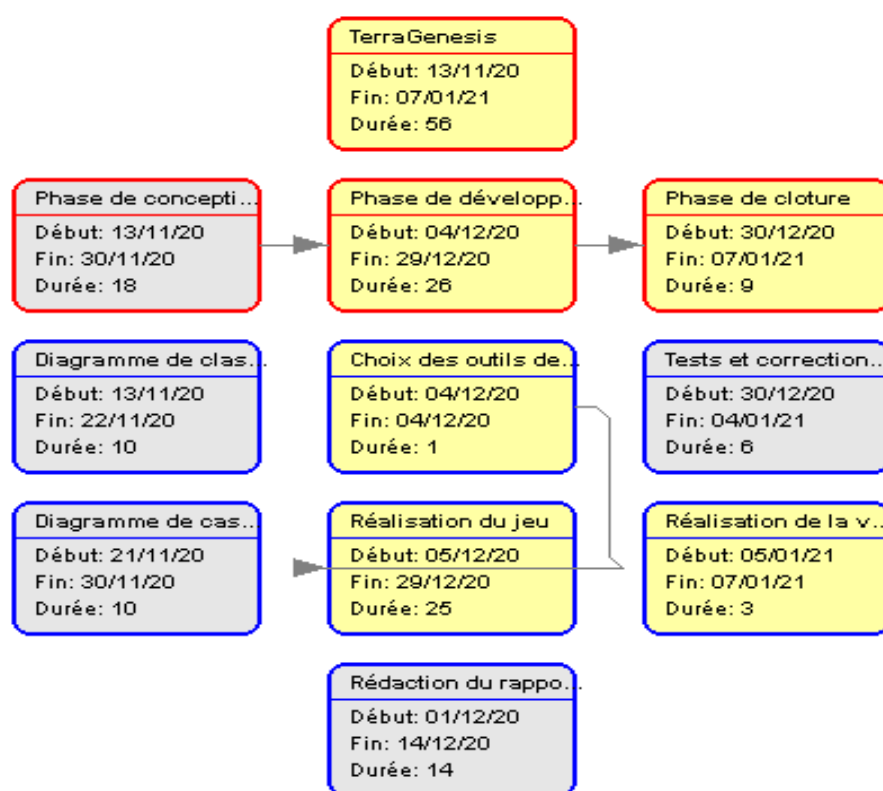 TerraGenesis
Début: 13/11/20
Fin: 07/01/21
Durée: 56
Phase de concepti...
Début: 13/11/20
Fin: 30/11/20
Durée: 18
Phase de développ...
Début: 04/12/20
Fin: 29/12/20
Durée: 26
Phase de cloture
Début: 30/12/20
Fin: 07/01/21
Durée: 9
Diagramme de clas...
Début: 13/11/20
Fin: 22/11/20
Durée: 10
Choix des outils de...
Début: 04/12/20
Fin: 04/12/20
Durée: 1
Tests et correction...
Début: 30/12/20
Fin: 04/01/21
Durée: 6
Diagramme de cas...
Début: 21/11/20
Fin: 30/11/20
Durée: 10
Réalisation du jeu
Début: 05/12/20
Fin: 29/12/20
Durée: 25
Réalisation de la v...
Début: 05/01/21
Fin: 07/01/21
Durée: 3
Rédaction du rappo...
Début: 01/12/20
Fin: 14/12/20
Durée: 14